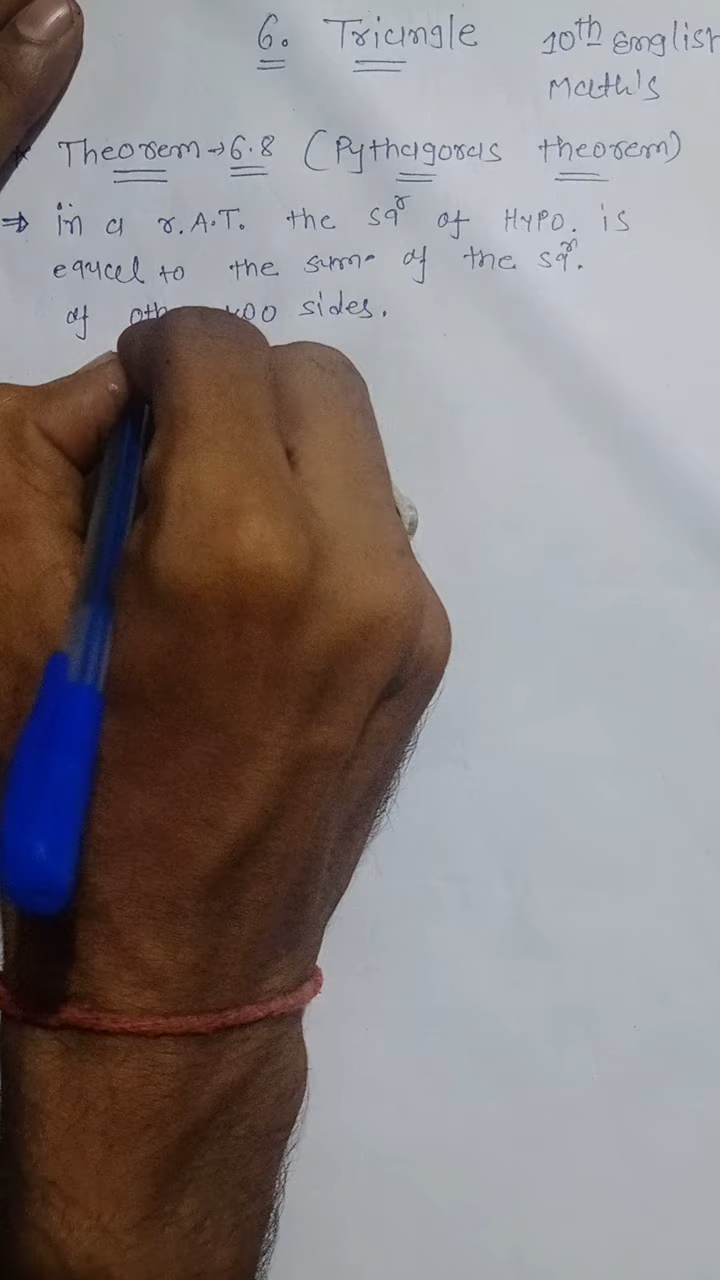 6. Triangle 10th English
Math's
* Theorem → 6.8 (Pythagoras theorem)
⇒ in a r.A.T. the sqr of HYPO. is
equal to the sum of the sqr.
of sides.